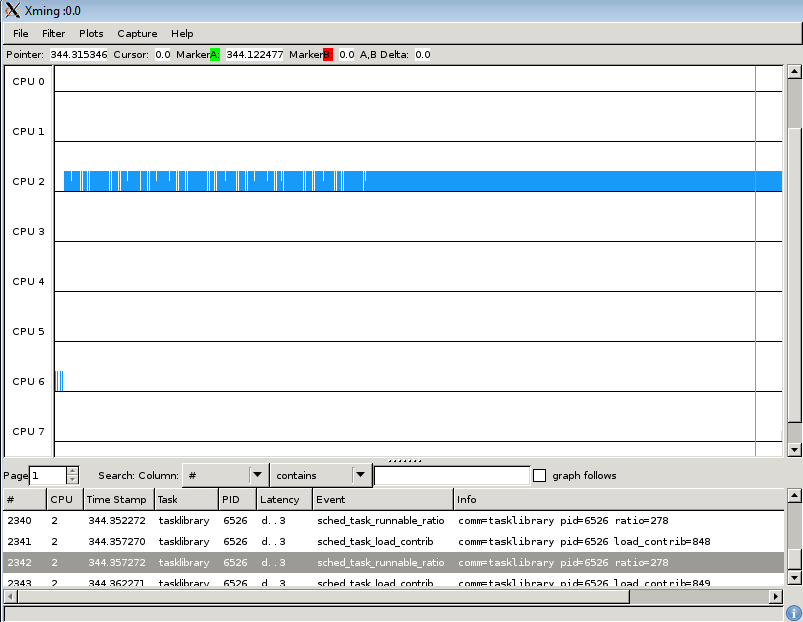 Xming :0.0
File Filter Plots Capture Help
Pointer: 344.315346 Cursor: 0.0 Marker A: 344.122477 Marker B: 0.0 A,B Delta: 0.0
CPU 0
CPU 1
CPU 2
CPU 3
CPU 4
CPU 5
CPU 6
CPU 7
Page 1 Search: Column: # contains graph follows
# CPU Time Stamp Task PID Latency Event Info
2340 2 344.352272 tasklibrary 6526 d..3 sched_task_runnable_ratio comm=tasklibrary pid=6526 ratio=278
2341 2 344.357270 tasklibrary 6526 d..3 sched_task_load_contrib comm=tasklibrary pid=6526 load_contrib=848
2342 2 344.357272 tasklibrary 6526 d..3 sched_task_runnable_ratio comm=tasklibrary pid=6526 ratio=278
2343 2 344.362271 tasklibrary 6526 d..3 sched_task_load_contrib comm=tasklibrary pid=6526 load_contrib=849